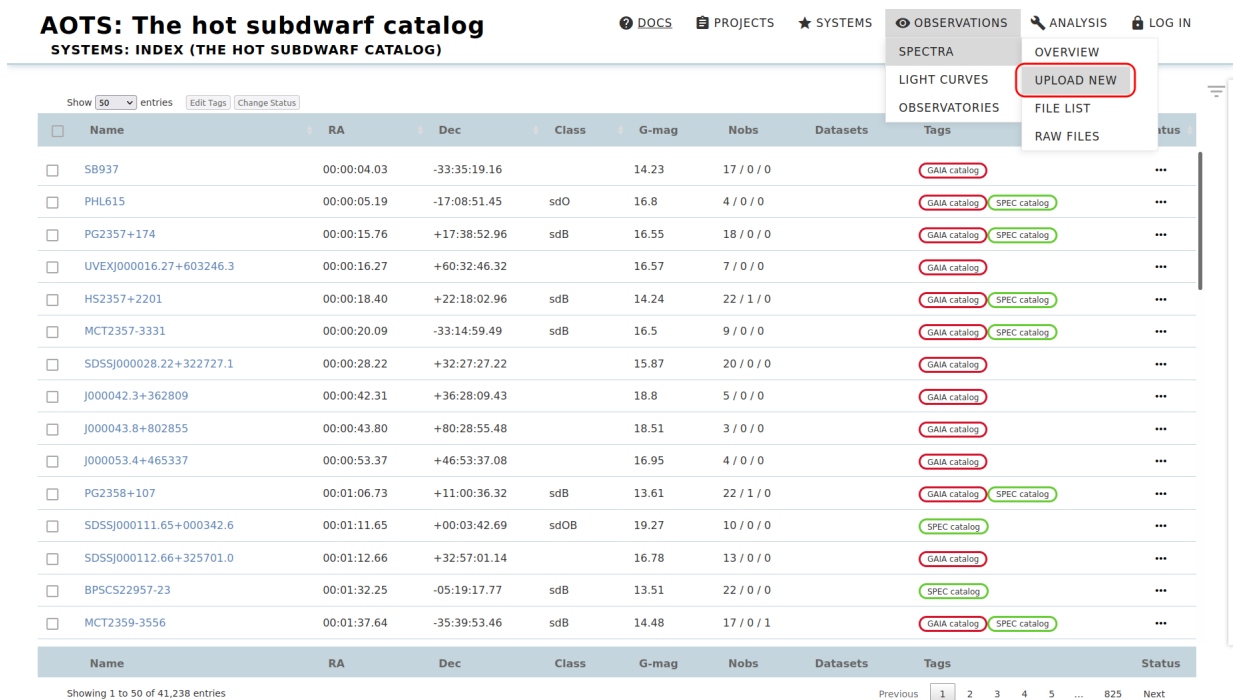 AOTS: The hot subdwarf catalog
SYSTEMS: INDEX (THE HOT SUBDWARF CATALOG)
DOCS PROJECTS SYSTEMS OBSERVATIONS ANALYSIS LOG IN
SPECTRA OVERVIEW
LIGHT CURVES UPLOAD NEW
OBSERVATORIES FILE LIST
RAW FILES
Show 50 entries Edit Tags Change Status
Name RA Dec Class G-mag Nobs Datasets Tags tus
SB937 00:00:04.03 -33:35:19.16 14.23 17 / 0 / 0 GAIA catalog •••
PHL615 00:00:05.19 -17:08:51.45 sdO 16.8 4 / 0 / 0 GAIA catalog SPEC catalog •••
PG2357+174 00:00:15.76 +17:38:52.96 sdB 16.55 18 / 0 / 0 GAIA catalog SPEC catalog •••
UVEXJ000016.27+603246.3 00:00:16.27 +60:32:46.32 16.57 7 / 0 / 0 GAIA catalog •••
HS2357+2201 00:00:18.40 +22:18:02.96 sdB 14.24 22 / 1 / 0 GAIA catalog SPEC catalog •••
MCT2357-3331 00:00:20.09 -33:14:59.49 sdB 16.5 9 / 0 / 0 GAIA catalog SPEC catalog •••
SDSSJ000028.22+322727.1 00:00:28.22 +32:27:27.22 15.87 20 / 0 / 0 GAIA catalog •••
J000042.3+362809 00:00:42.31 +36:28:09.43 18.8 5 / 0 / 0 GAIA catalog •••
J000043.8+802855 00:00:43.80 +80:28:55.48 18.51 3 / 0 / 0 GAIA catalog •••
J000053.4+465337 00:00:53.37 +46:53:37.08 16.95 4 / 0 / 0 GAIA catalog •••
PG2358+107 00:01:06.73 +11:00:36.32 sdB 13.61 22 / 1 / 0 GAIA catalog SPEC catalog •••
SDSSJ000111.65+000342.6 00:01:11.65 +00:03:42.69 sdOB 19.27 10 / 0 / 0 SPEC catalog •••
SDSSJ000112.66+325701.0 00:01:12.66 +32:57:01.14 16.78 13 / 0 / 0 GAIA catalog •••
BPSCS22957-23 00:01:32.25 -05:19:17.77 sdB 13.51 22 / 0 / 0 SPEC catalog •••
MCT2359-3556 00:01:37.64 -35:39:53.46 sdB 14.48 17 / 0 / 1 GAIA catalog SPEC catalog •••
Name RA Dec Class G-mag Nobs Datasets Tags Status
Showing 1 to 50 of 41,238 entries Previous 1 2 3 4 5 ... 825 Next